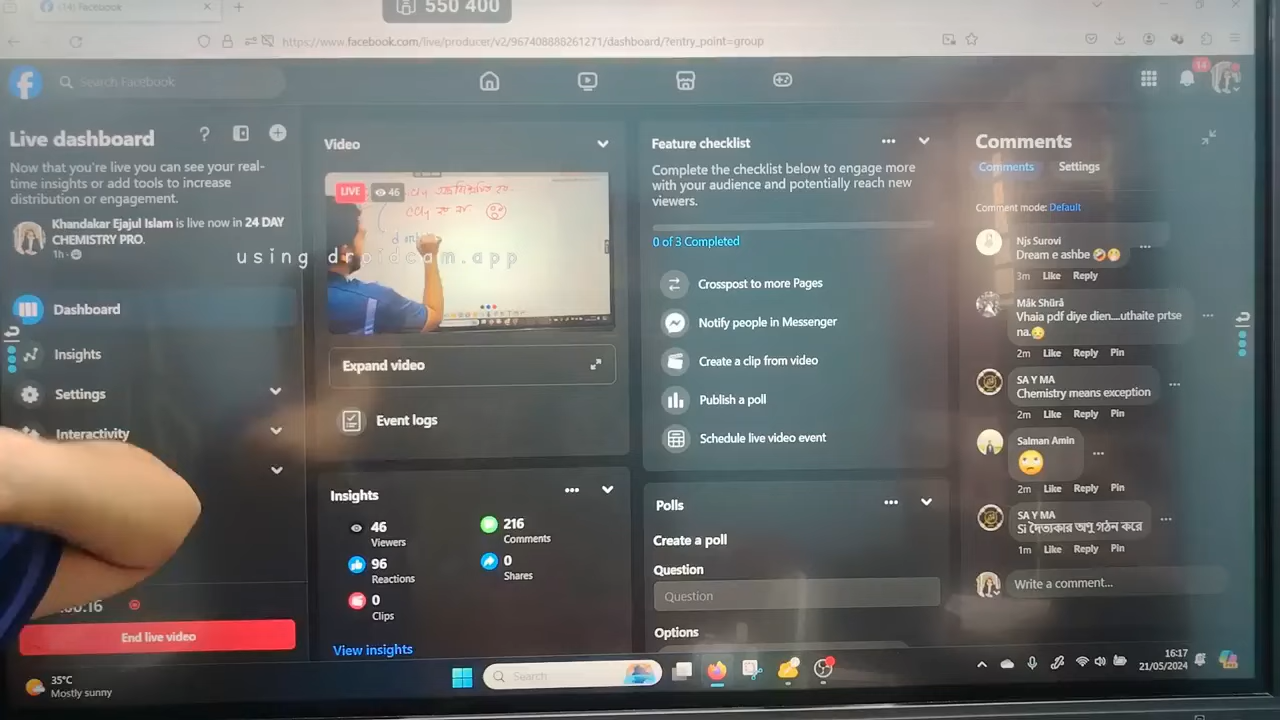 (14) Facebook
550 400
https://www.facebook.com/live/producer/v2/967408888261271/dashboard/?entry_point=group
Search Facebook
14
Live dashboard
Now that you're live you can see your real-
time insights or add tools to increase
distribution or engagement.
Khandakar Ejajul Islam is live now in 24 DAY
CHEMISTRY PRO.
1h
using droidcam.app
Dashboard
Insights
Settings
Interactivity
End live video
35°C
Mostly sunny
Video
LIVE
46
Expand video
Event logs
Insights
46
Viewers
216
Comments
96
Reactions
0
Shares
0
Clips
View insights
Feature checklist
Complete the checklist below to engage more
with your audience and potentially reach new
viewers.
0 of 3 Completed
Crosspost to more Pages
Notify people in Messenger
Create a clip from video
Publish a poll
Schedule live video event
Polls
Create a poll
Question
Question
Options
Comments
Comments Settings
Comment mode: Default
Njs Surovi
Dream e ashbe 🤣🤭
3m Like Reply
Màk Shürâ
Vhaia pdf diye dien...uthaite prtse
na.😥
2m Like Reply Pin
SA Y MA
Chemistry means exception
2m Like Reply Pin
Salman Amin
🙄
2m Like Reply Pin
SA Y MA
Si দৈত্যকার অণু গঠন করে
1m Like Reply Pin
Write a comment...
Search
16:17
21/05/2024